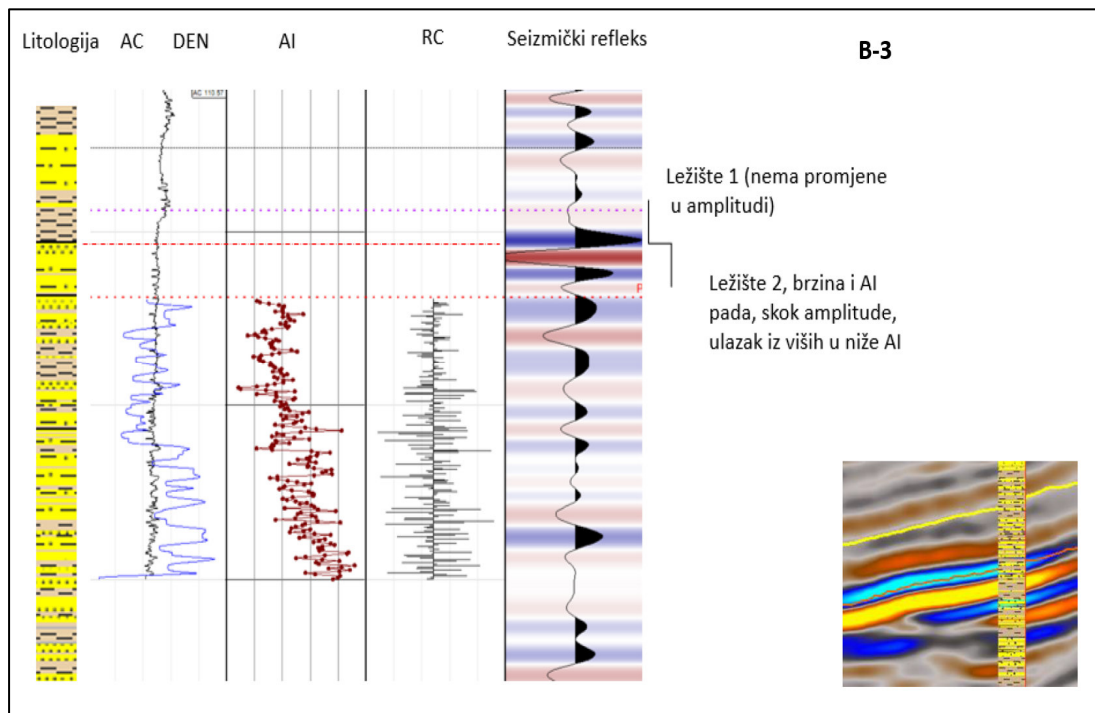 Litologija AC DEN AI RC Seizmički refleks
B-3
AC 110.57
Ležište 1 (nema promjene
u amplitudi)
Ležište 2, brzina i AI
pada, skok amplitude,
ulazak iz viših u niže AI
P